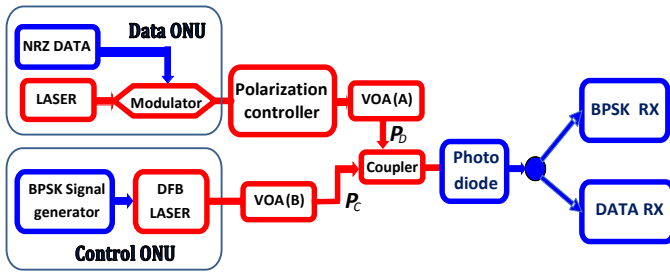 Data ONU
NRZ DATA
LASER
Modulator
Polarization
controller
VOA(A)
P_D
Coupler
Photo
diode
BPSK RX
DATA RX
BPSK Signal
generator
DFB
LASER
VOA(B)
P_C
Control ONU